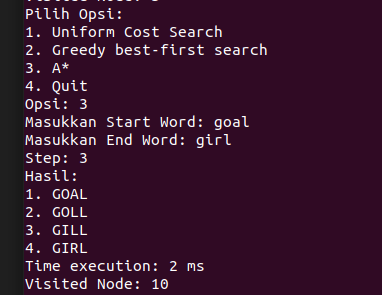 Pilih Opsi:
1. Uniform Cost Search
2. Greedy best-first search
3. A*
4. Quit
Opsi: 3
Masukkan Start Word: goal
Masukkan End Word: girl
Step: 3
Hasil:
1. GOAL
2. GOLL
3. GILL
4. GIRL
Time execution: 2 ms
Visited Node: 10